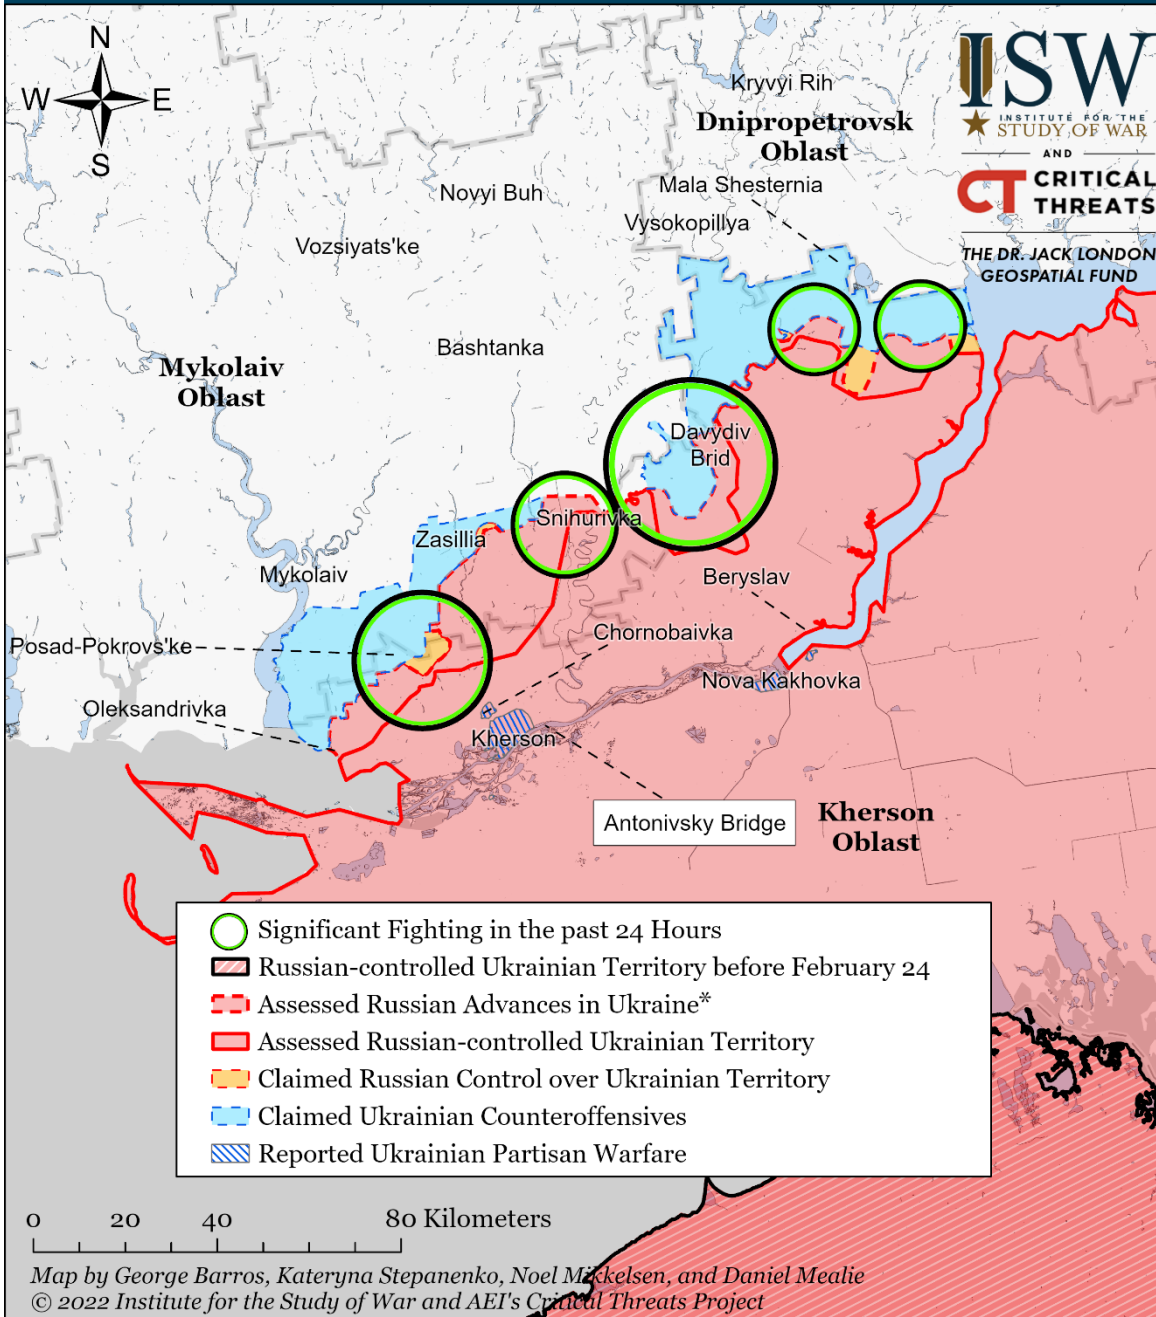 N
W
E
S
ISW
INSTITUTE FOR THE
STUDY OF WAR
AND
CT CRITICAL
THREATS
THE DR. JACK LONDON
GEOSPATIAL FUND
Kryvyi Rih
Dnipropetrovsk
Oblast
Mala Shesternia
Novyi Buh
Vysokopillya
Vozsiyats'ke
Bashtanka
Mykolaiv
Oblast
Davydiv
Brid
Snihurivka
Zasillia
Mykolaiv
Beryslav
Chornobaivka
Posad-Pokrovs'ke
Nova Kakhovka
Oleksandrivka
Kherson
Antonivsky Bridge
Kherson
Oblast
Significant Fighting in the past 24 Hours
Russian-controlled Ukrainian Territory before February 24
Assessed Russian Advances in Ukraine*
Assessed Russian-controlled Ukrainian Territory
Claimed Russian Control over Ukrainian Territory
Claimed Ukrainian Counteroffensives
Reported Ukrainian Partisan Warfare
0 20 40 80 Kilometers
Map by George Barros, Kateryna Stepanenko, Noel Mikkelsen, and Daniel Mealie
© 2022 Institute for the Study of War and AEI's Critical Threats Project